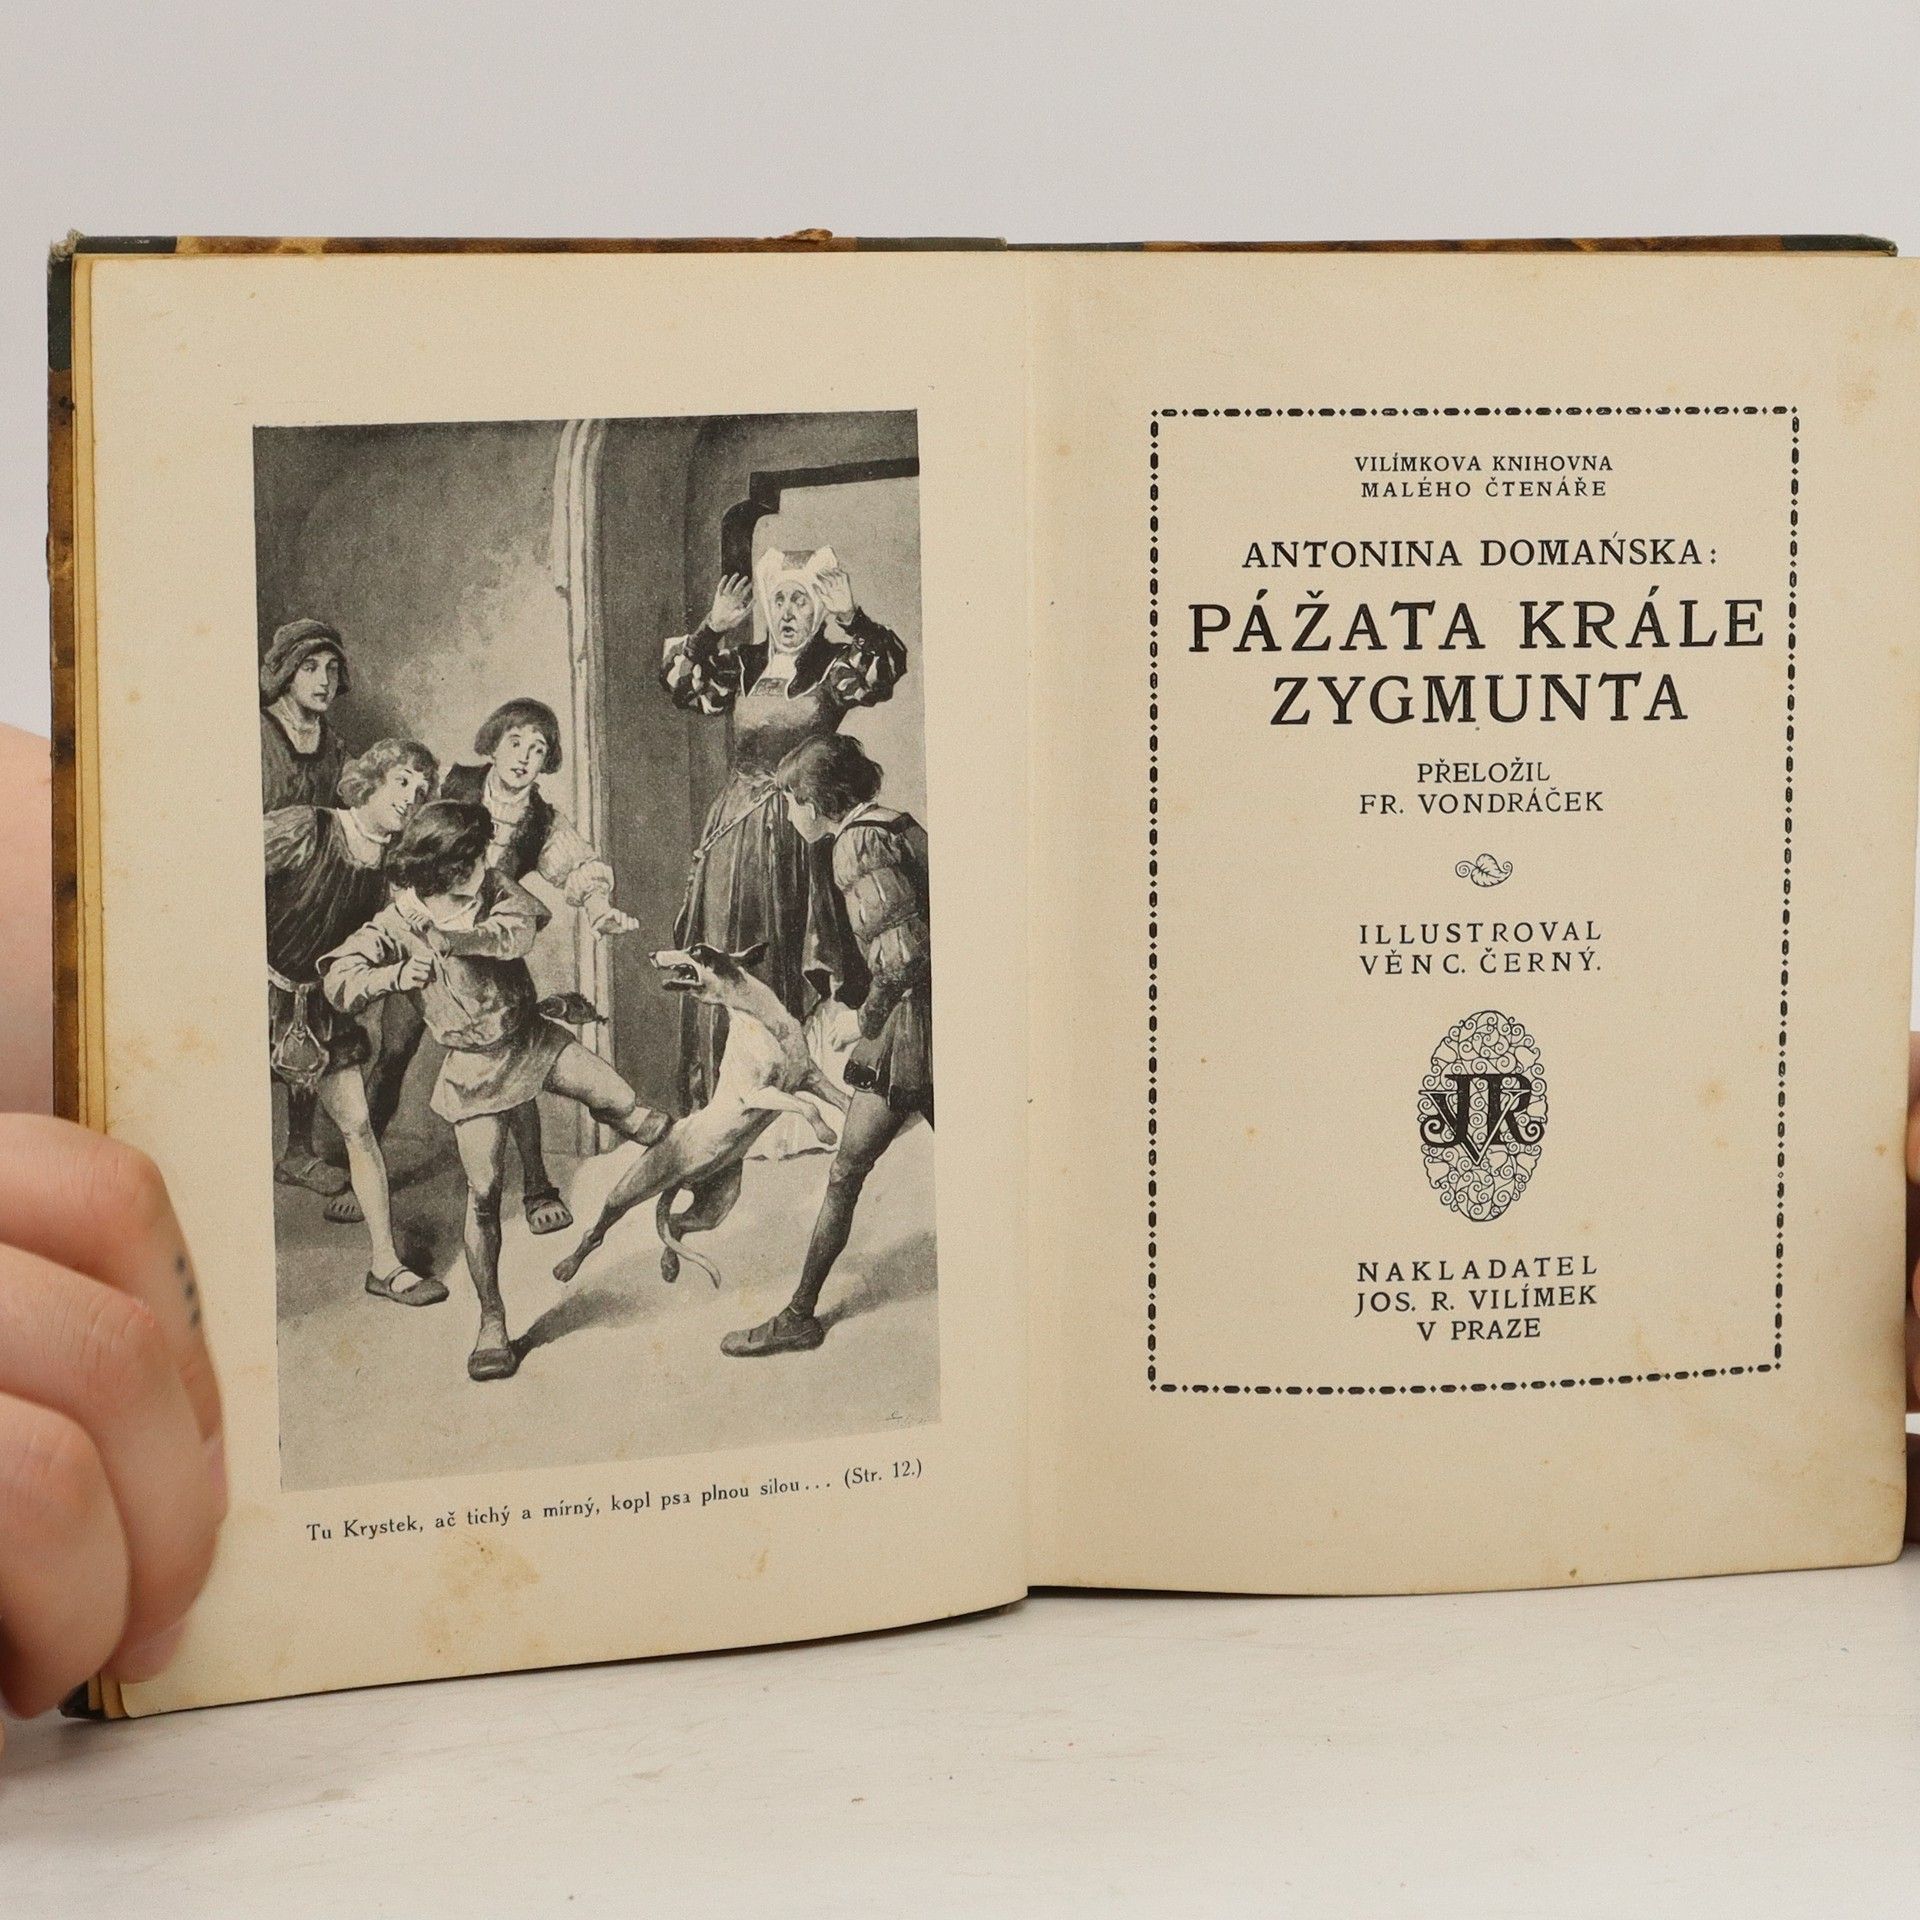 Tu Krystek, ač tichý a mírný, kopl psa plnou silou... (Str. 12.)
VILÍMKOVA KNIHOVNA
MALÉHO ČTENÁŘE
ANTONINA DOMAŃSKA:
PÁŽATA KRÁLE
ZYGMUNTA
PŘELOŽIL
FR. VONDRÁČEK
ILLUSTROVAL
VĚNC. ČERNÝ.
JRV
NAKLADATEL
JOS. R. VILÍMEK
V PRAZE